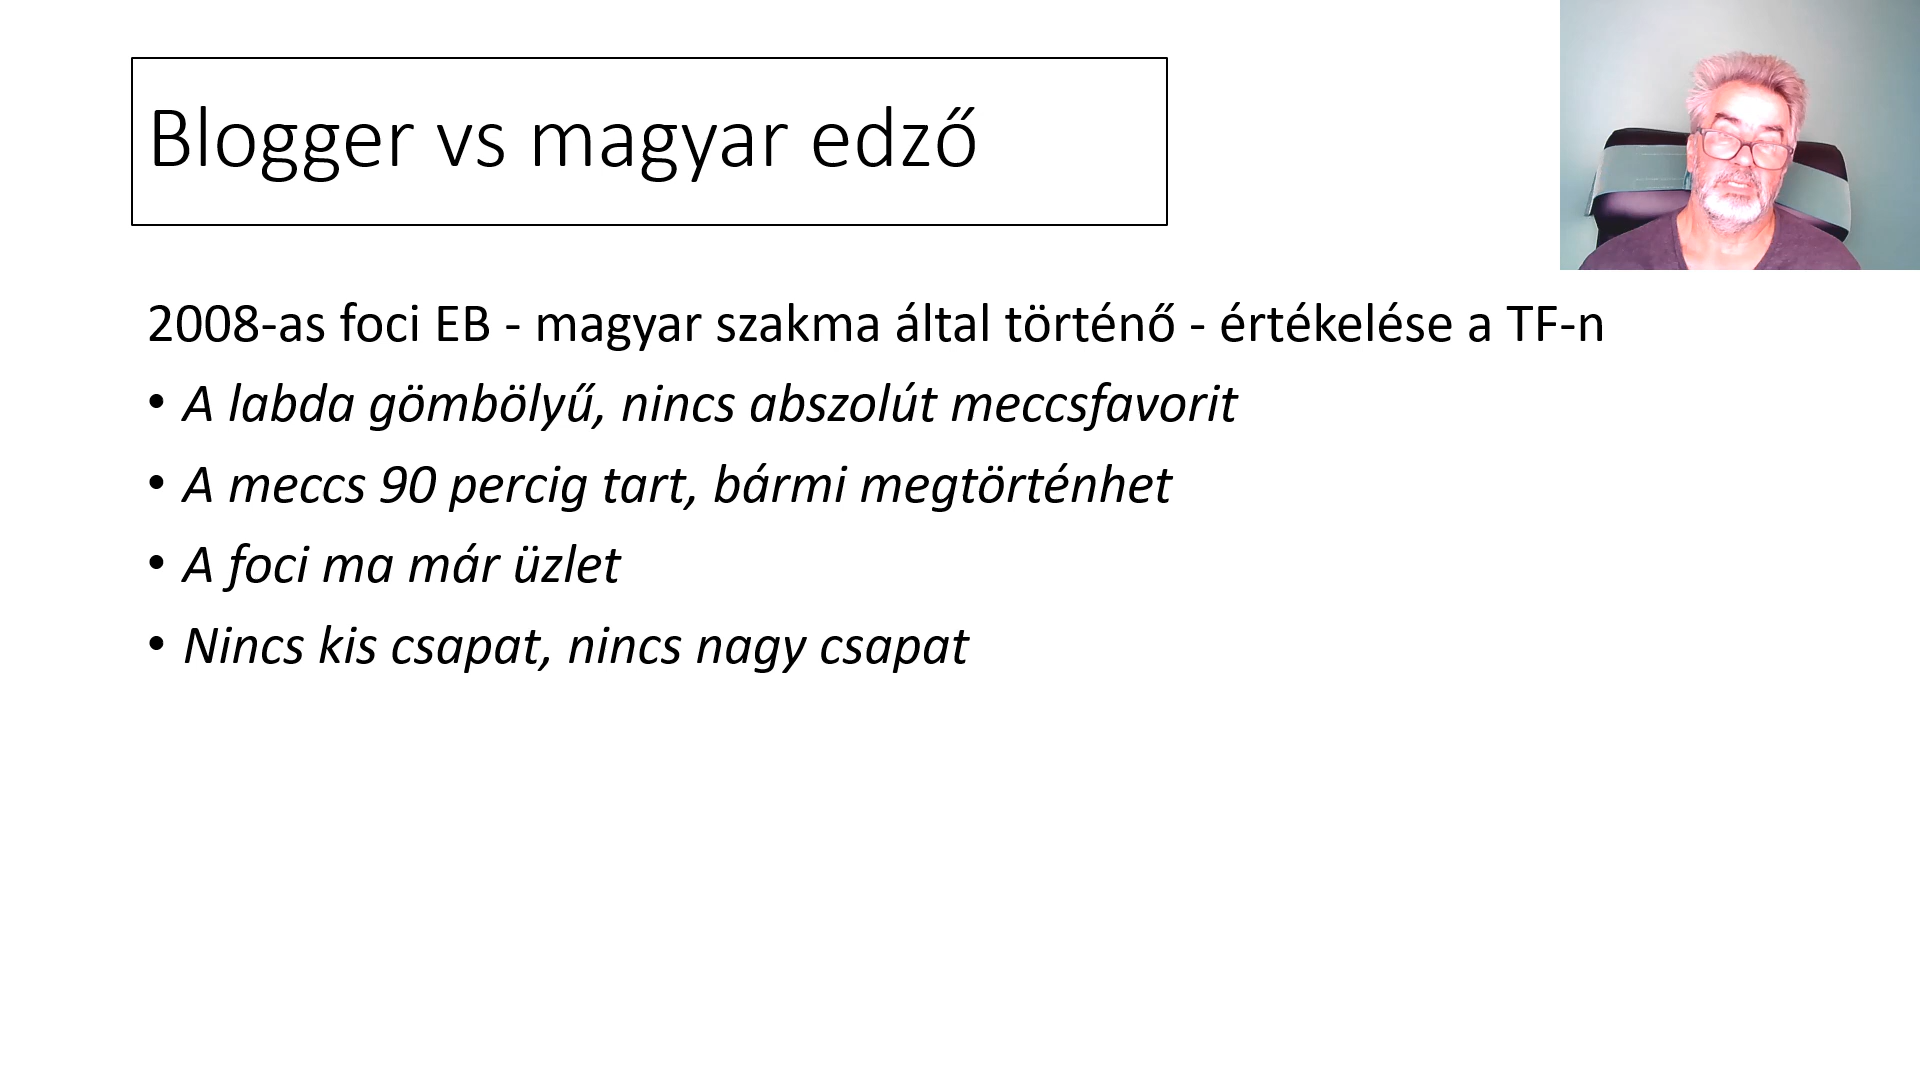 Blogger vs magyar edző
2008-as foci EB - magyar szakma által történő - értékelése a TF-n
• A labda gömbölyű, nincs abszolút meccsfavorit
• A meccs 90 percig tart, bármi megtörténhet
• A foci ma már üzlet
• Nincs kis csapat, nincs nagy csapat